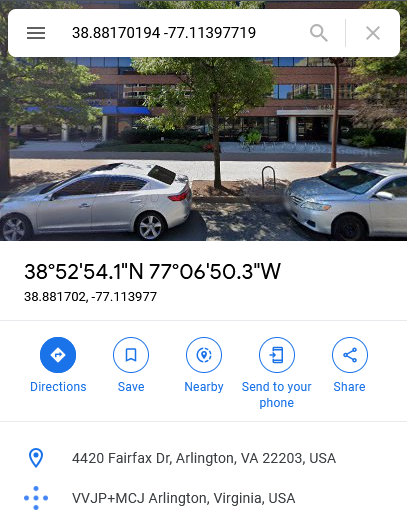 38.88170194 -77.11397719
38°52'54.1"N 77°06'50.3"W
38.881702, -77.113977
Directions
Save
Nearby
Send to your phone
Share
4420 Fairfax Dr, Arlington, VA 22203, USA
VVJP+MCJ Arlington, Virginia, USA